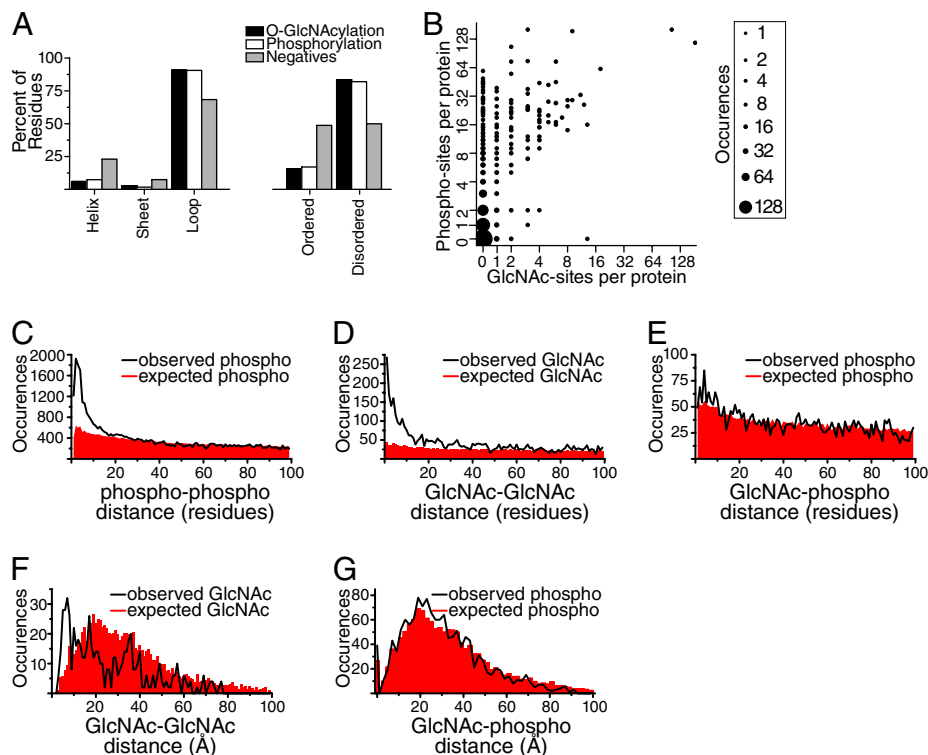 A
O-GlcNAcylation
Phosphorylation
Negatives
Percent of
Residues
100
75
50
25
Helix
Sheet
Loop
Ordered
Disordered
B
Phospho-sites per protein
128
64
32
16
8
4
2
1
0
0 1 2 4 8 16 32 64 128
GlcNAc-sites per protein
Occurences
1
2
4
8
16
32
64
128
C
Occurences
2000
1600
1200
800
400
observed phospho
expected phospho
20 40 60 80 100
phospho-phospho
distance (residues)
D
Occurences
250
200
150
100
50
observed GlcNAc
expected GlcNAc
20 40 60 80 100
GlcNAc-GlcNAc
distance (residues)
E
Occurences
100
75
50
25
observed phospho
expected phospho
20 40 60 80 100
GlcNAc-phospho
distance (residues)
F
Occurences
30
20
10
observed GlcNAc
expected GlcNAc
20 40 60 80 100
GlcNAc-GlcNAc
distance (Å)
G
Occurences
80
60
40
20
observed phospho
expected phospho
20 40 60 80 100
GlcNAc-phospho
distance (Å)